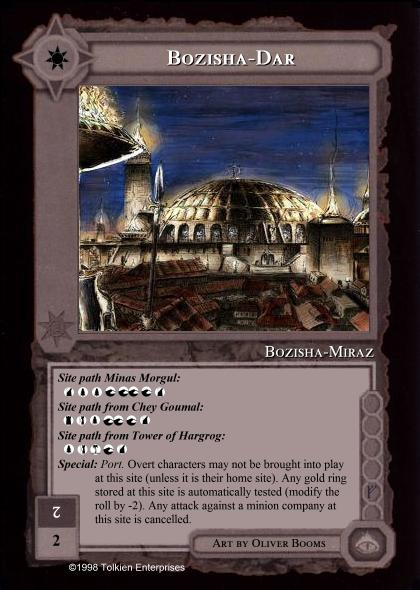 Bozisha-Dar
Bozisha-Miraz
Site path Minas Morgul:
Site path from Chey Goumal:
Site path from Tower of Hargrog:
Special: Port. Overt characters may not be brought into play
at this site (unless it is their home site). Any gold ring
stored at this site is automatically tested (modify the
roll by -2). Any attack against a minion company at
this site is cancelled.
2
2
Art by Oliver Booms
©1998 Tolkien Enterprises